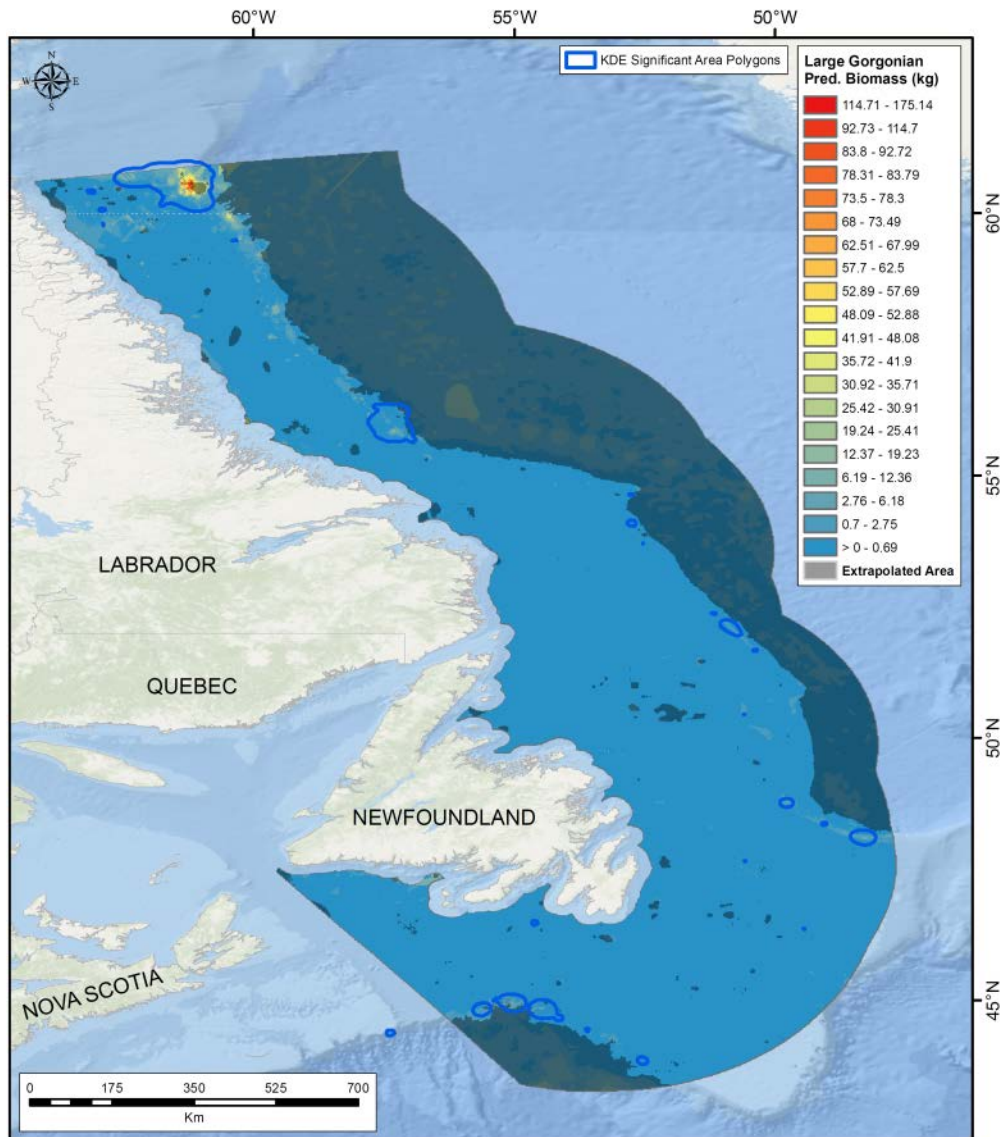 60°W 55°W 50°W
N
W E
S
KDE Significant Area Polygons
Large Gorgonian
Pred. Biomass (kg)
114.71 - 175.14
92.73 - 114.7
83.8 - 92.72
78.31 - 83.79
73.5 - 78.3
68 - 73.49
62.51 - 67.99
57.7 - 62.5
52.89 - 57.69
48.09 - 52.88
41.91 - 48.08
35.72 - 41.9
30.92 - 35.71
25.42 - 30.91
19.24 - 25.41
12.37 - 19.23
6.19 - 12.36
2.76 - 6.18
0.7 - 2.75
> 0 - 0.69
Extrapolated Area
60°N
55°N
50°N
45°N
LABRADOR
QUEBEC
NEWFOUNDLAND
NOVA SCOTIA
0 175 350 525 700
Km